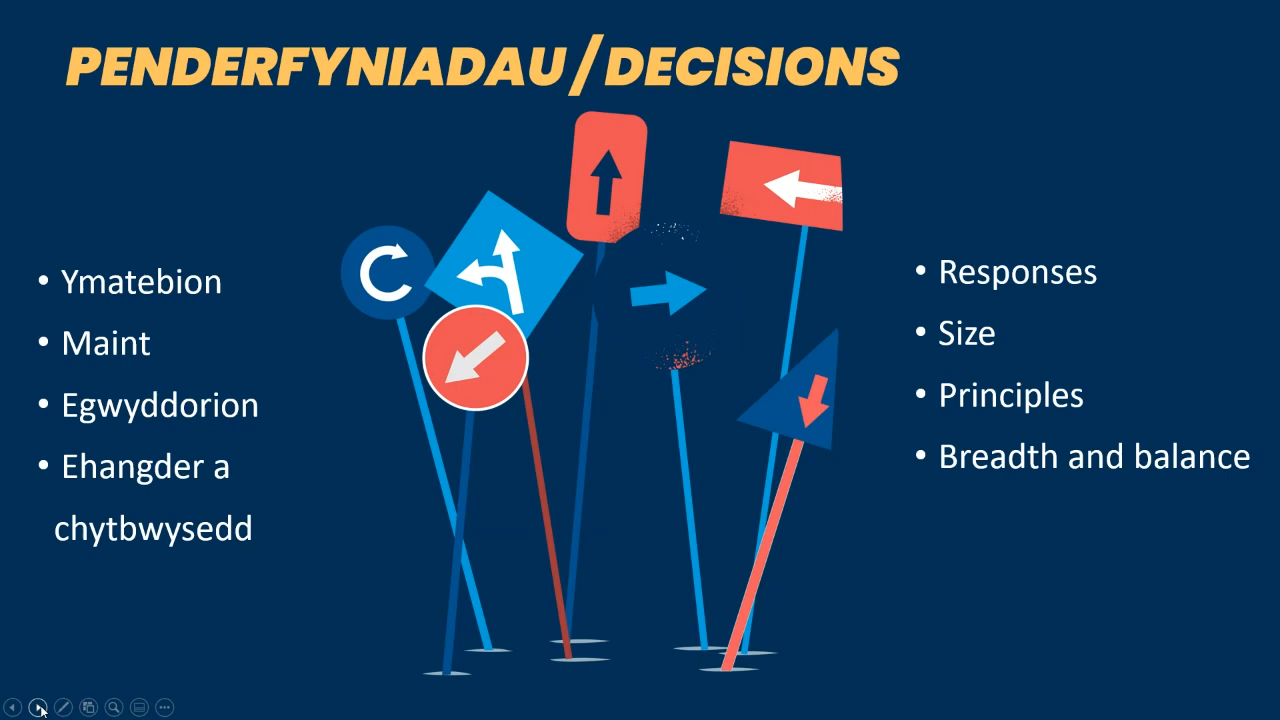 PENDERFYNIADAU/DECISIONS
• Ymatebion
• Maint
• Egwyddorion
• Ehangder a
chytbwysedd
• Responses
• Size
• Principles
• Breadth and balance